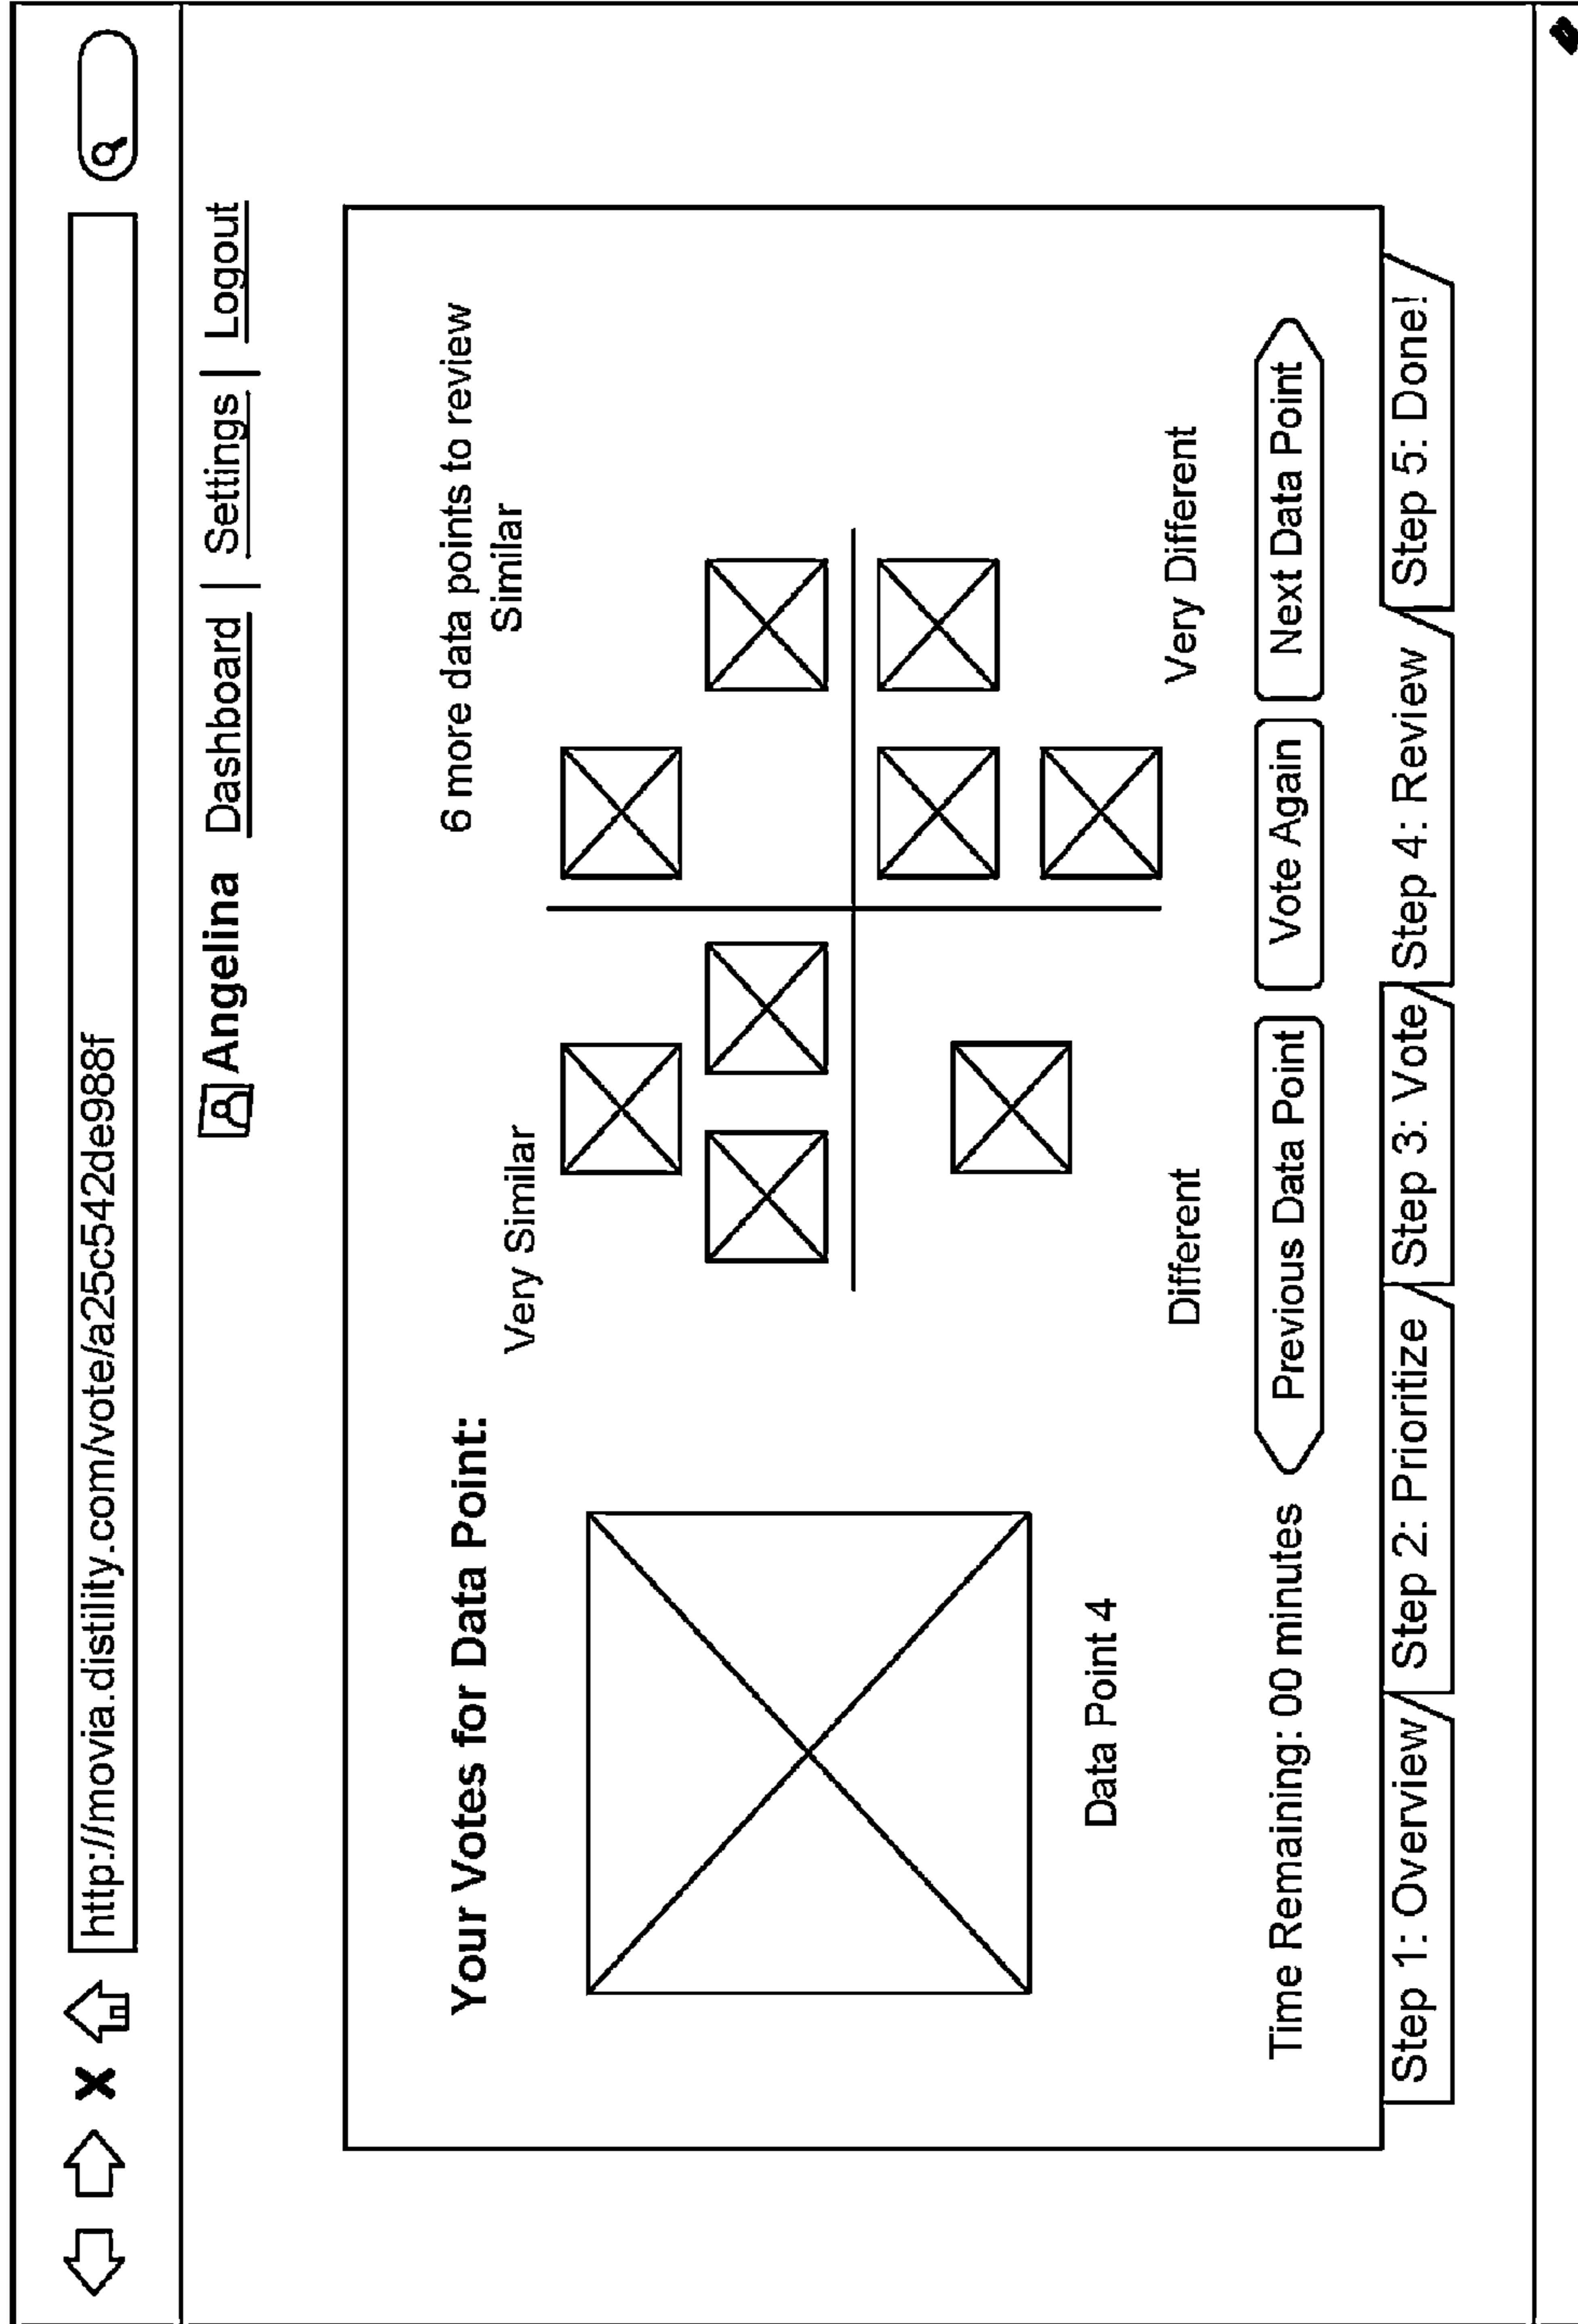 http://movia.distility.com/vote/a25c542de988f
Angelina Dashboard | Settings | Logout
Your Votes for Data Point:
6 more data points to review
Very Similar
Similar
Data Point 4
Different
Very Different
Time Remaining: 00 minutes
Previous Data Point
Vote Again
Next Data Point
Step 1: Overview
Step 2: Prioritize
Step 3: Vote
Step 4: Review
Step 5: Done!